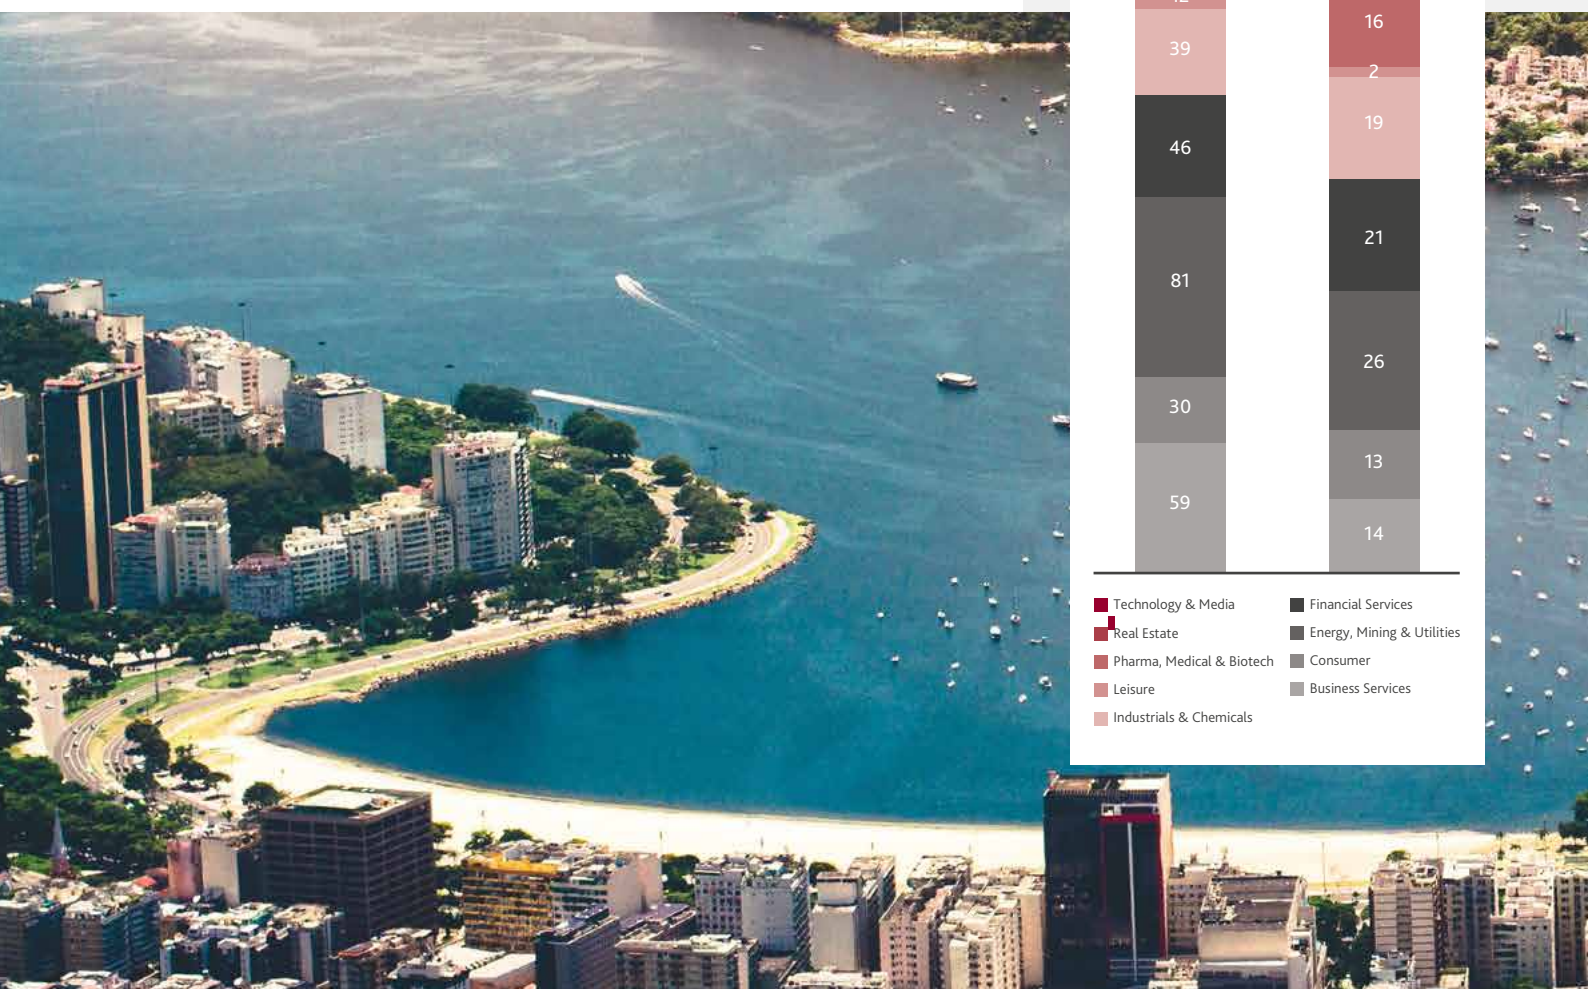 39
46
81
30
59
16
2
19
21
26
13
14
Technology & Media
Real Estate
Pharma, Medical & Biotech
Leisure
Industrials & Chemicals
Financial Services
Energy, Mining & Utilities
Consumer
Business Services